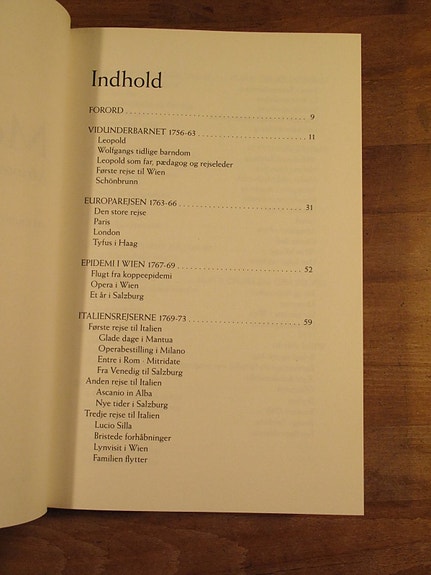 Indhold
FORORD . . . . . . . . . . . . . . . . . . . . . . . . . . . . . . . . . . . . . . . . . 9
VIDUNDERBARNET 1756-63 . . . . . . . . . . . . . . . . . . . . . . . . 11
Leopold
Wolfgangs tidlige barndom
Leopold som far, pædagog og rejseleder
Første rejse til Wien
Schönbrunn
EUROPAREJSEN 1763-66 . . . . . . . . . . . . . . . . . . . . . . . . . . . 31
Den store rejse
Paris
London
Tyfus i Haag
EPIDEMI I WIEN 1767-69 . . . . . . . . . . . . . . . . . . . . . . . . . . . 52
Flugt fra koppeepidemi
Opera i Wien
Et år i Salzburg
ITALIENSREJSERNE 1769-73 . . . . . . . . . . . . . . . . . . . . . . . . 59
Første rejse til Italien
Glade dage i Mantua
Operabestilling i Milano
Entre i Rom · Mitridate
Fra Venedig til Salzburg
Anden rejse til Italien
Ascanio in Alba
Nye tider i Salzburg
Tredje rejse til Italien
Lucio Silla
Bristede forhåbninger
Lynvisit i Wien
Familien flytter